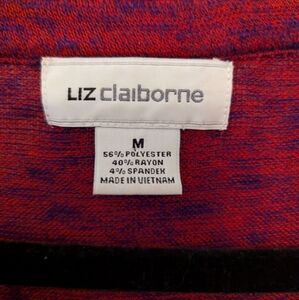 LIZ claiborne
M
56% POLYESTER
40% RAYON
4% SPANDEX
MADE IN VIETNAM